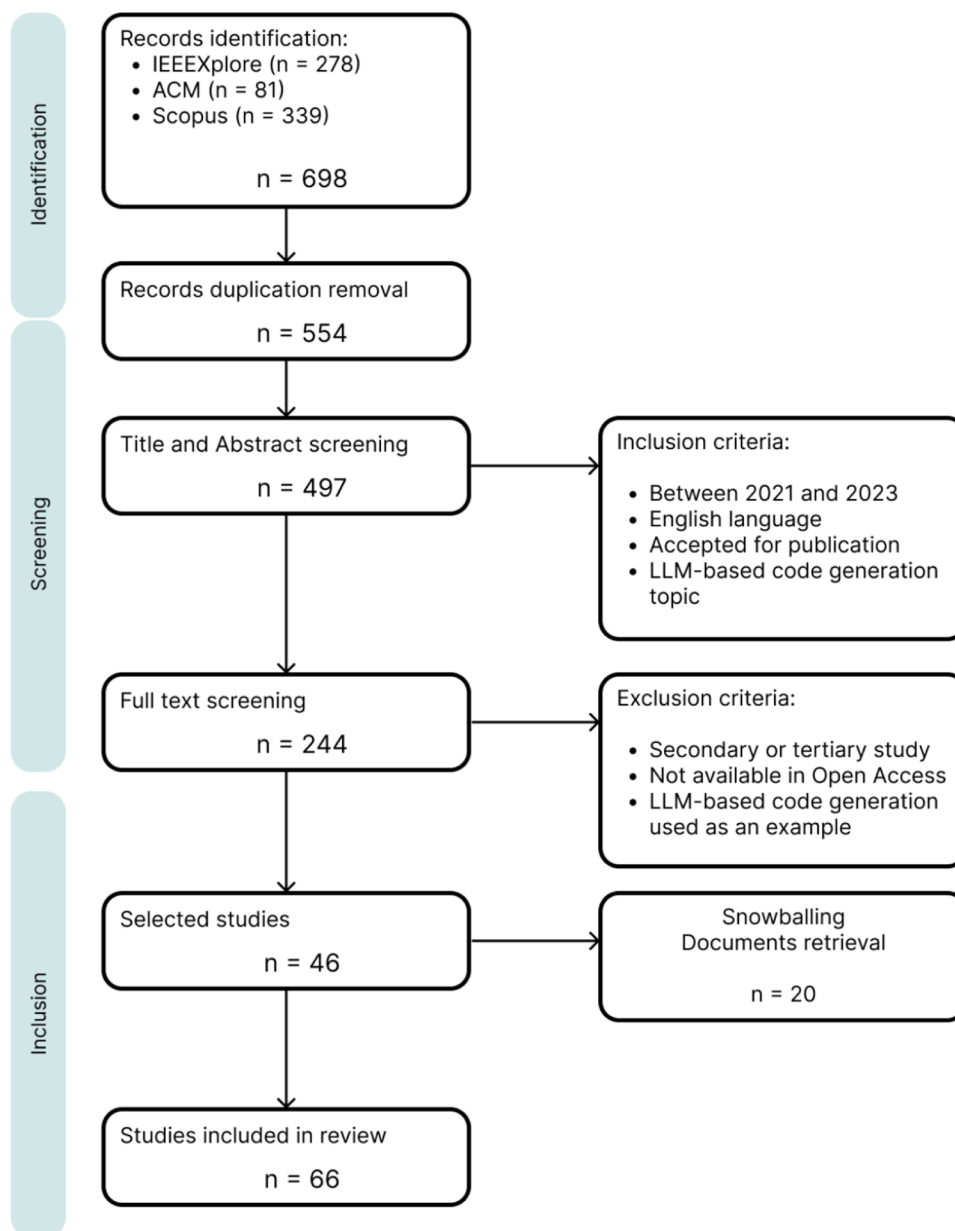 Identification
Records identification:
• IEEEXplore (n = 278)
• ACM (n = 81)
• Scopus (n = 339)
n = 698
Records duplication removal
n = 554
Screening
Title and Abstract screening
n = 497
Inclusion criteria:
• Between 2021 and 2023
• English language
• Accepted for publication
• LLM-based code generation
topic
Full text screening
n = 244
Exclusion criteria:
• Secondary or tertiary study
• Not available in Open Access
• LLM-based code generation
used as an example
Inclusion
Selected studies
n = 46
Snowballing
Documents retrieval
n = 20
Studies included in review
n = 66